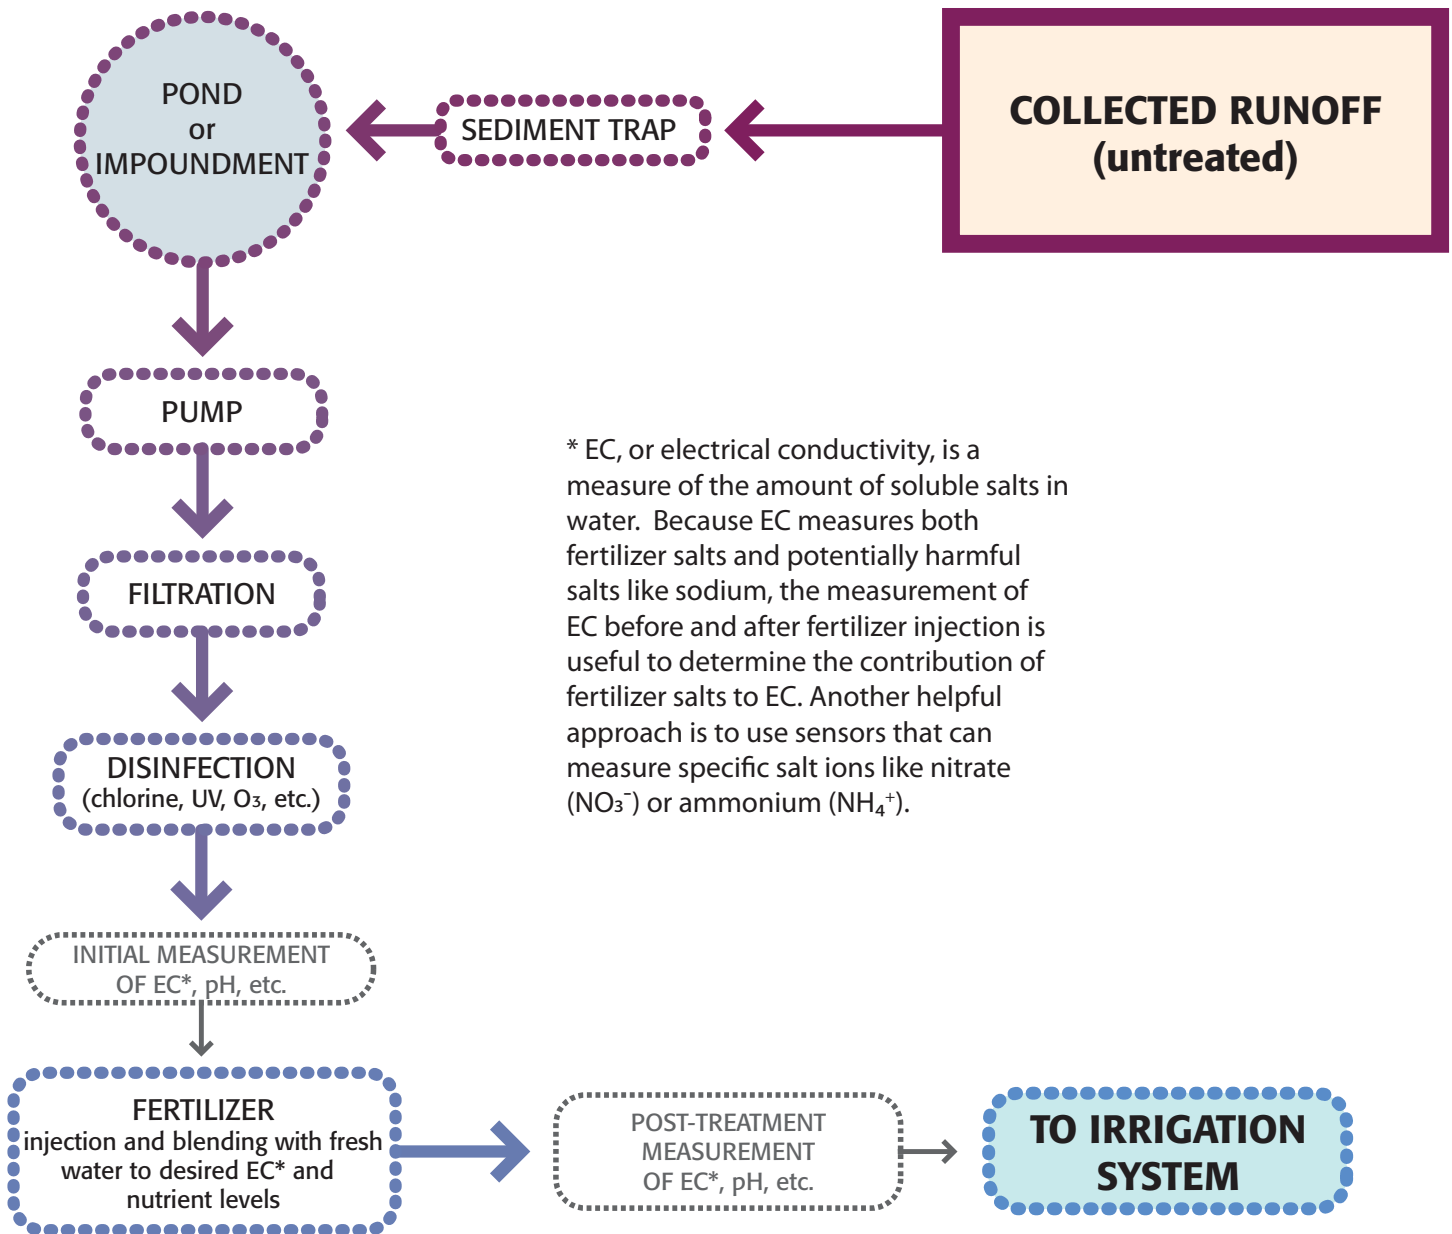 COLLECTED RUNOFF
(untreated)
SEDIMENT TRAP
POND
or
IMPOUNDMENT
PUMP
FILTRATION
DISINFECTION
(chlorine, UV, O₃, etc.)
INITIAL MEASUREMENT
OF EC*, pH, etc.
FERTILIZER
injection and blending with fresh
water to desired EC* and
nutrient levels
POST-TREATMENT
MEASUREMENT
OF EC*, pH, etc.
TO IRRIGATION
SYSTEM
* EC, or electrical conductivity, is a
measure of the amount of soluble salts in
water.  Because EC measures both
fertilizer salts and potentially harmful
salts like sodium, the measurement of
EC before and after fertilizer injection is
useful to determine the contribution of
fertilizer salts to EC. Another helpful
approach is to use sensors that can
measure specific salt ions like nitrate
(NO₃⁻) or ammonium (NH₄⁺).